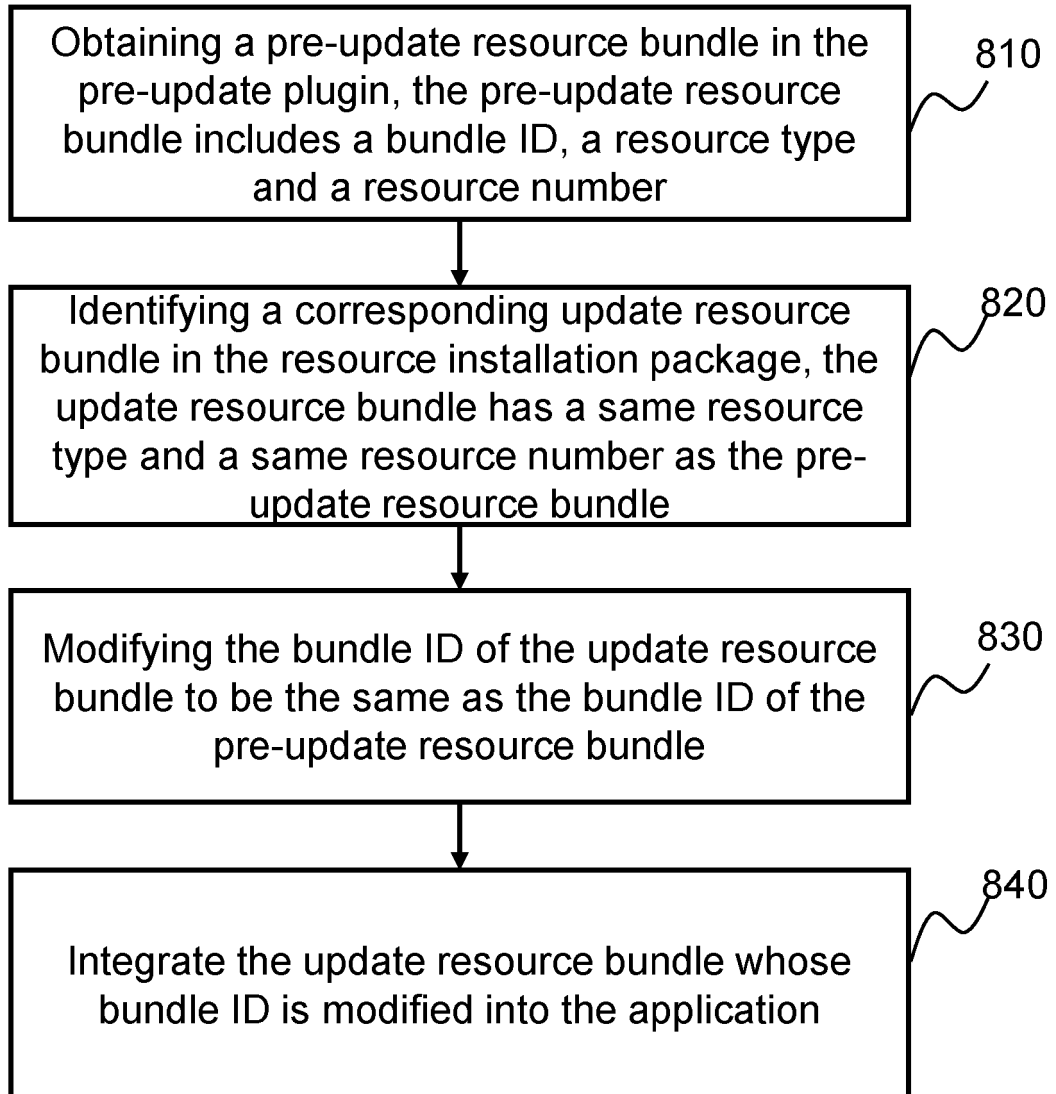 Obtaining a pre-update resource bundle in the
pre-update plugin, the pre-update resource
bundle includes a bundle ID, a resource type
and a resource number
810
Identifying a corresponding update resource
bundle in the resource installation package, the
update resource bundle has a same resource
type and a same resource number as the pre-
update resource bundle
820
Modifying the bundle ID of the update resource
bundle to be the same as the bundle ID of the
pre-update resource bundle
830
Integrate the update resource bundle whose
bundle ID is modified into the application
840